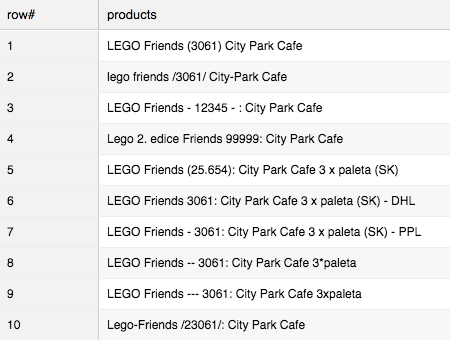 row# products
1 LEGO Friends (3061) City Park Cafe
2 lego friends /3061/ City-Park Cafe
3 LEGO Friends - 12345 - : City Park Cafe
4 Lego 2. edice Friends 99999: City Park Cafe
5 LEGO Friends (25.654): City Park Cafe 3 x paleta (SK)
6 LEGO Friends 3061: City Park Cafe 3 x paleta (SK) - DHL
7 LEGO Friends - 3061: City Park Cafe 3 x paleta (SK) - PPL
8 LEGO Friends -- 3061: City Park Cafe 3*paleta
9 LEGO Friends --- 3061: City Park Cafe 3xpaleta
10 Lego-Friends /23061/: City Park Cafe